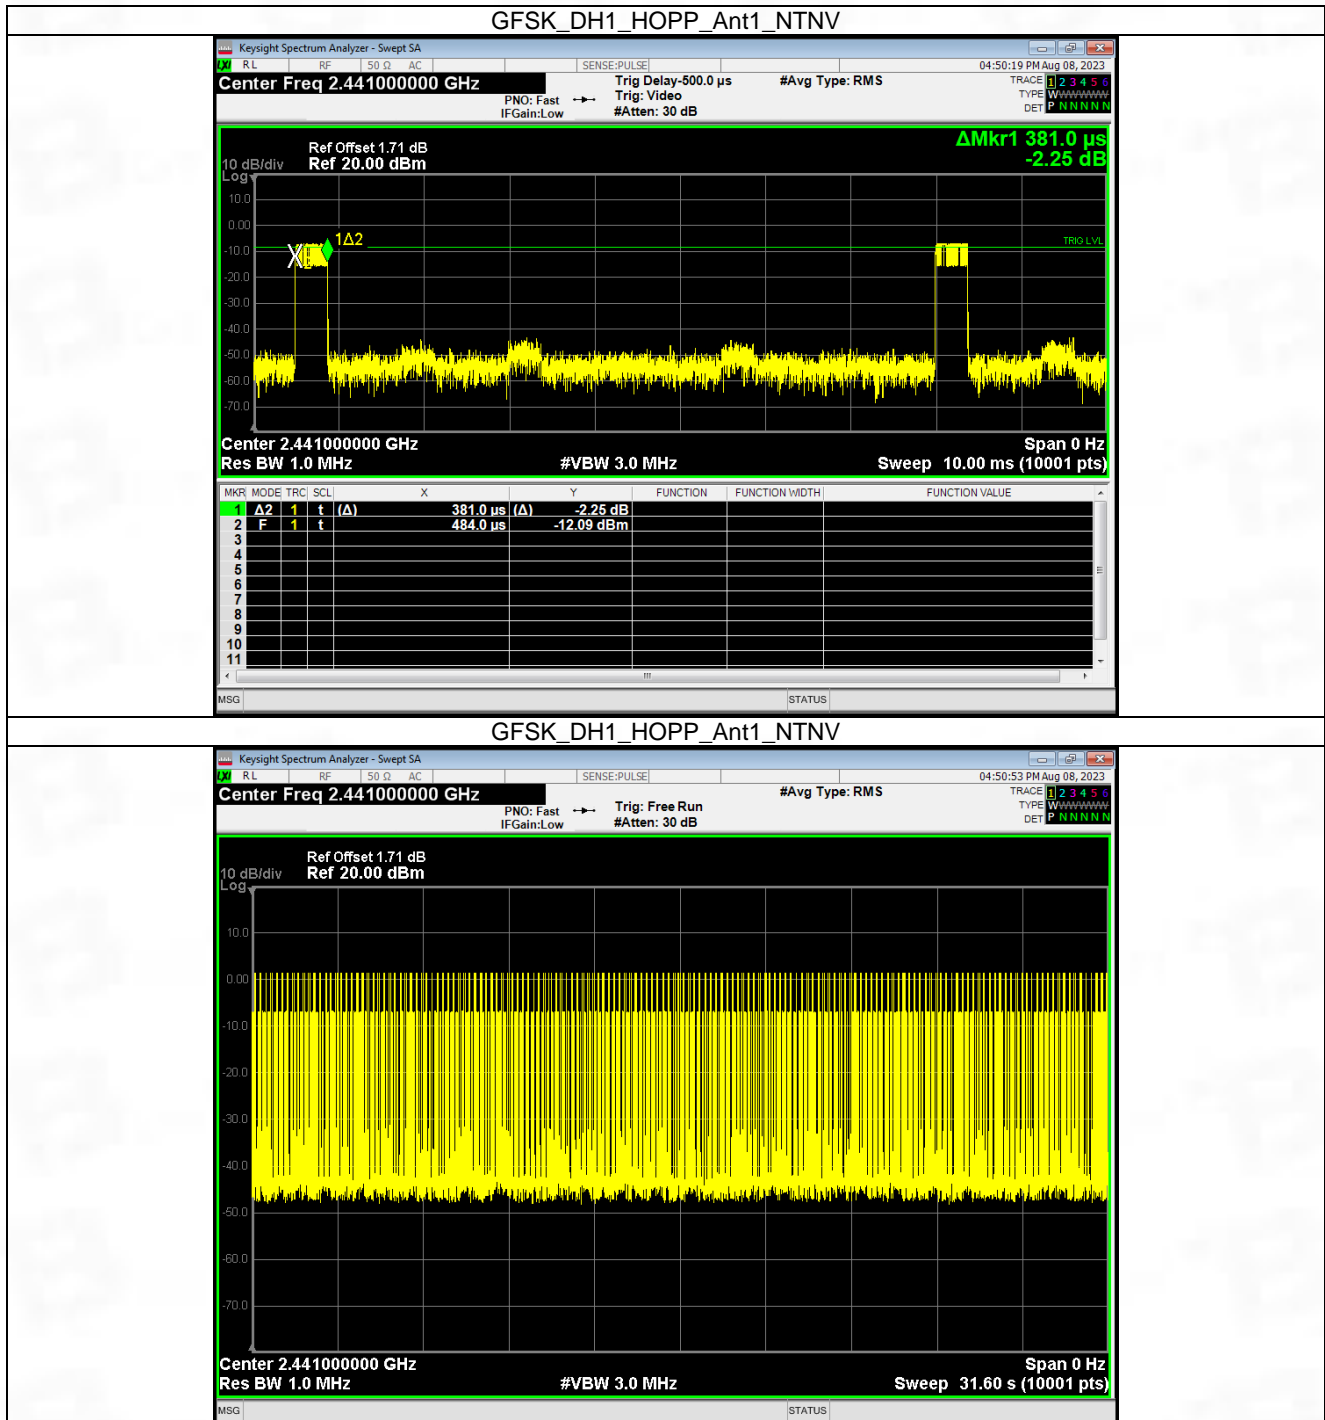 GFSK_DH1_HOPP_Ant1_NTNV
Keysight Spectrum Analyzer - Swept SA
LXI RL RF 50 Ω AC SENSE:PULSE 04:50:19 PM Aug 08, 2023
Center Freq 2.441000000 GHz Trig Delay-500.0 µs #Avg Type: RMS TRACE 1 2 3 4 5 6
PNO: Fast Trig: Video TYPE WWWWWW
IFGain:Low #Atten: 30 dB DET P N N N N N
ΔMkr1 381.0 µs
-2.25 dB
Ref Offset 1.71 dB
10 dB/div Ref 20.00 dBm
Log
10.0
0.00
1Δ2
TRIG LVL
-10.0
-20.0
-30.0
-40.0
-50.0
-60.0
-70.0
Center 2.441000000 GHz Span 0 Hz
Res BW 1.0 MHz #VBW 3.0 MHz Sweep 10.00 ms (10001 pts)
MKR MODE TRC SCL X Y FUNCTION FUNCTION WIDTH FUNCTION VALUE
1 Δ2 1 t (Δ) 381.0 µs (Δ) -2.25 dB
2 F 1 t 484.0 µs -12.09 dBm
3
4
5
6
7
8
9
10
11
MSG STATUS
GFSK_DH1_HOPP_Ant1_NTNV
Keysight Spectrum Analyzer - Swept SA
LXI RL RF 50 Ω AC SENSE:PULSE 04:50:53 PM Aug 08, 2023
Center Freq 2.441000000 GHz #Avg Type: RMS TRACE 1 2 3 4 5 6
PNO: Fast Trig: Free Run TYPE WWWWWW
IFGain:Low #Atten: 30 dB DET P N N N N N
Ref Offset 1.71 dB
10 dB/div Ref 20.00 dBm
Log
10.0
0.00
-10.0
-20.0
-30.0
-40.0
-50.0
-60.0
-70.0
Center 2.441000000 GHz Span 0 Hz
Res BW 1.0 MHz #VBW 3.0 MHz Sweep 31.60 s (10001 pts)
MSG STATUS